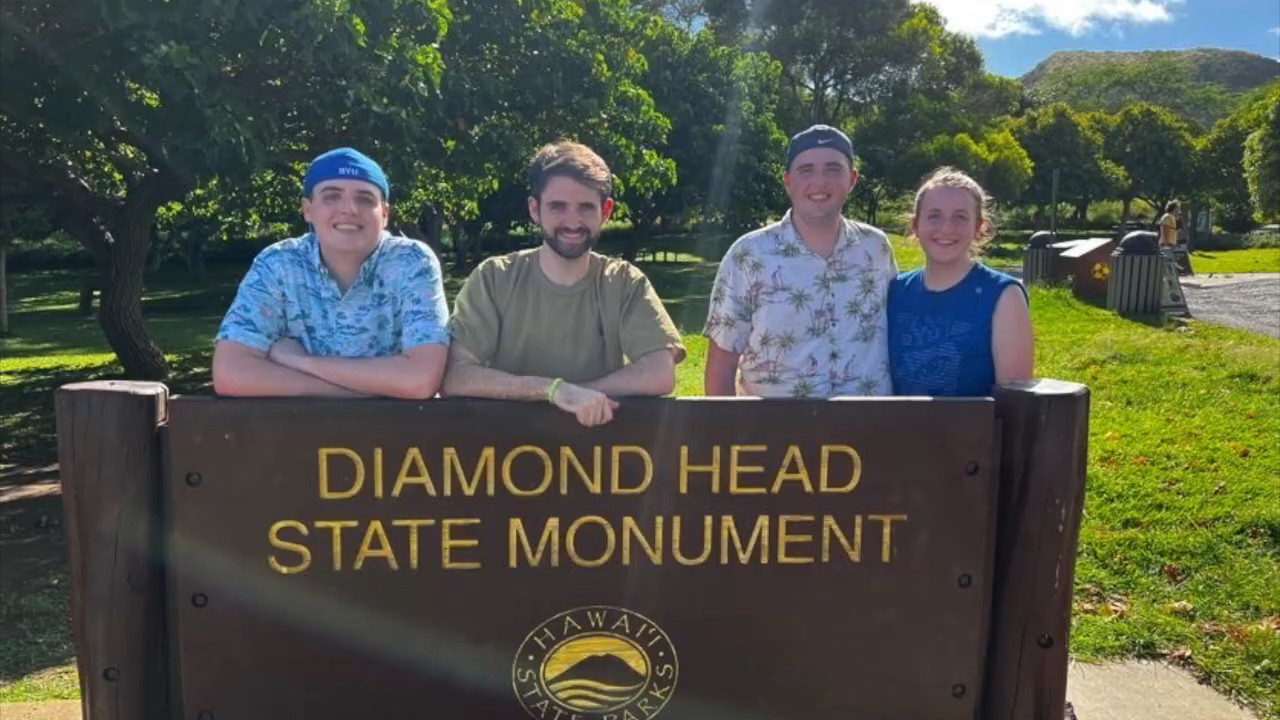 BYU
DIAMOND HEAD
STATE MONUMENT
HAWAI'I
STATE PARKS